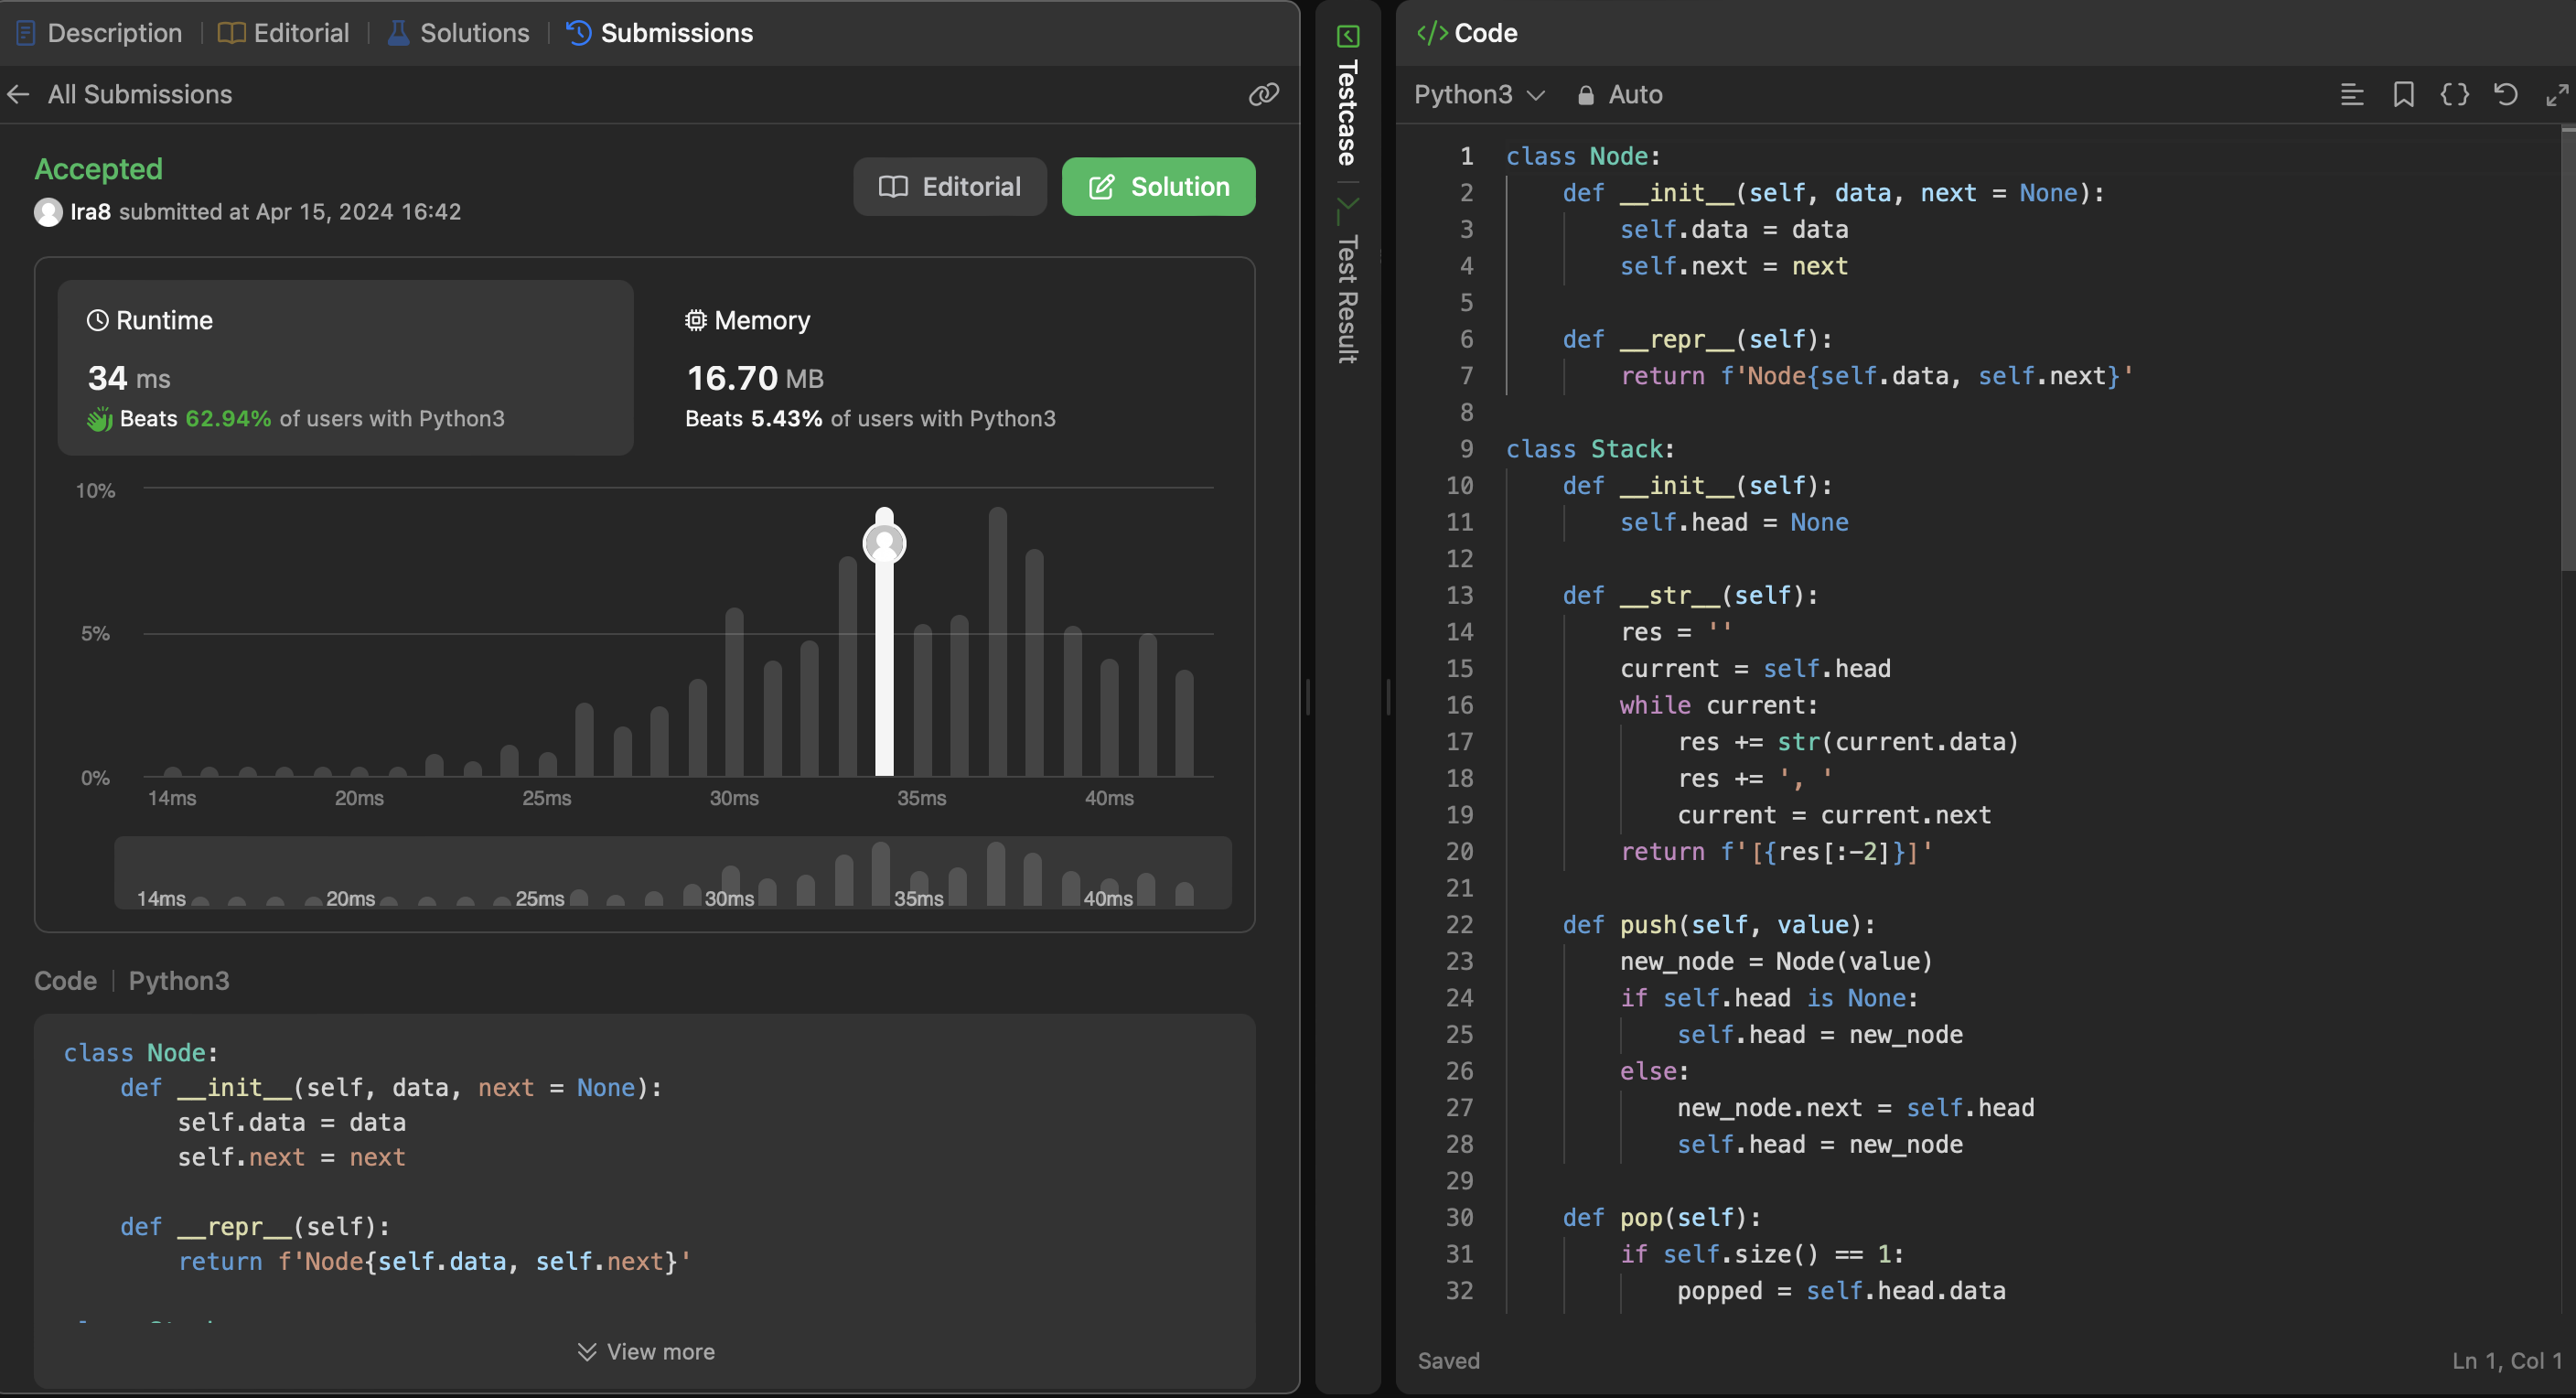 Description | Editorial | Solutions | Submissions
All Submissions
Accepted
Ira8 submitted at Apr 15, 2024 16:42
Editorial
Solution
Runtime
34 ms
Beats 62.94% of users with Python3
Memory
16.70 MB
Beats 5.43% of users with Python3
10%
5%
0%
14ms 20ms 25ms 30ms 35ms 40ms
14ms 20ms 25ms 30ms 35ms 40ms
Code | Python3
class Node:
    def __init__(self, data, next = None):
        self.data = data
        self.next = next

    def __repr__(self):
        return f'Node{self.data, self.next}'

View more
Testcase
Test Result
</> Code
Python3
Auto
1 class Node:
2     def __init__(self, data, next = None):
3         self.data = data
4         self.next = next
5
6     def __repr__(self):
7         return f'Node{self.data, self.next}'
8
9 class Stack:
10     def __init__(self):
11         self.head = None
12
13     def __str__(self):
14         res = ''
15         current = self.head
16         while current:
17             res += str(current.data)
18             res += ', '
19             current = current.next
20         return f'[{res[:-2]}]'
21
22     def push(self, value):
23         new_node = Node(value)
24         if self.head is None:
25             self.head = new_node
26         else:
27             new_node.next = self.head
28             self.head = new_node
29
30     def pop(self):
31         if self.size() == 1:
32             popped = self.head.data
Saved
Ln 1, Col 1